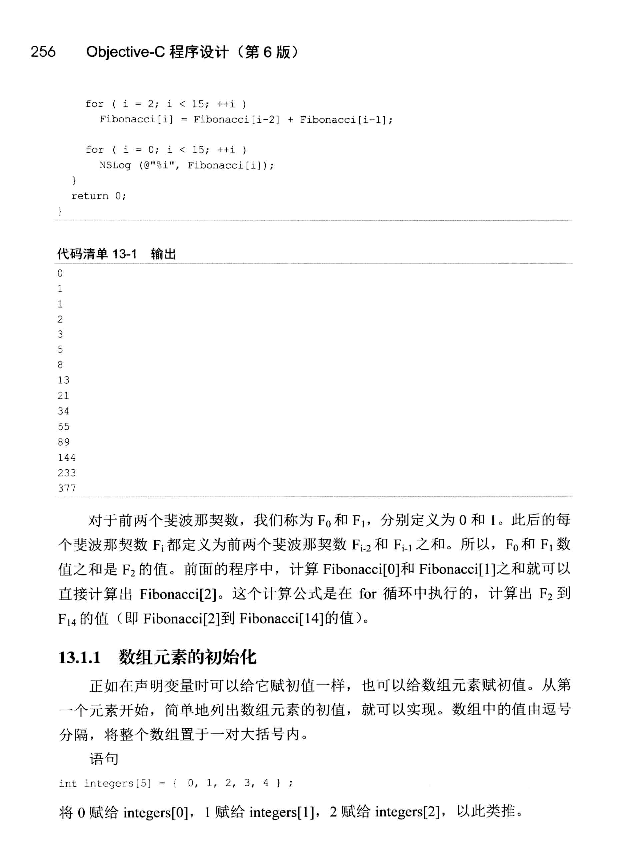 256 Objective-C 程序设计（第 6 版）
for ( i = 2; i < 15; ++i )
Fibonacci[i] = Fibonacci[i-2] + Fibonacci[i-1];
for ( i = 0; i < 15; ++i )
NSLog (@"%i", Fibonacci[i]);
}
return 0;
}
代码清单 13-1 输出
0
1
1
2
3
5
8
13
21
34
55
89
144
233
377
对于前两个斐波那契数，我们称为 F₀ 和 F₁，分别定义为 0 和 1。此后的每
个斐波那契数 Fᵢ 都定义为前两个斐波那契数 Fᵢ₋₂ 和 Fᵢ₋₁ 之和。所以，F₀ 和 F₁ 数
值之和是 F₂ 的值。前面的程序中，计算 Fibonacci[0]和 Fibonacci[1]之和就可以
直接计算出 Fibonacci[2]。这个计算公式是在 for 循环中执行的，计算出 F₂ 到
F₁₄ 的值（即 Fibonacci[2]到 Fibonacci[14]的值）。
13.1.1 数组元素的初始化
正如在声明变量时可以给它赋初值一样，也可以给数组元素赋初值。从第
一个元素开始，简单地列出数组元素的初值，就可以实现。数组中的值由逗号
分隔，将整个数组置于一对大括号内。
语句
int integers[5] = { 0, 1, 2, 3, 4 } ;
将 0 赋给 integers[0]，1 赋给 integers[1]，2 赋给 integers[2]，以此类推。